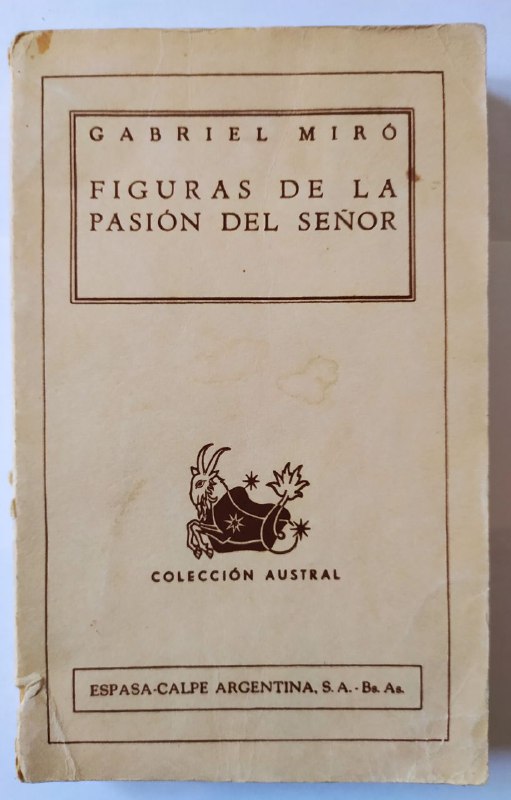 GABRIEL MIRÓ
FIGURAS DE LA
PASIÓN DEL SEÑOR
COLECCIÓN AUSTRAL
ESPASA-CALPE ARGENTINA, S. A. - Bs. As.